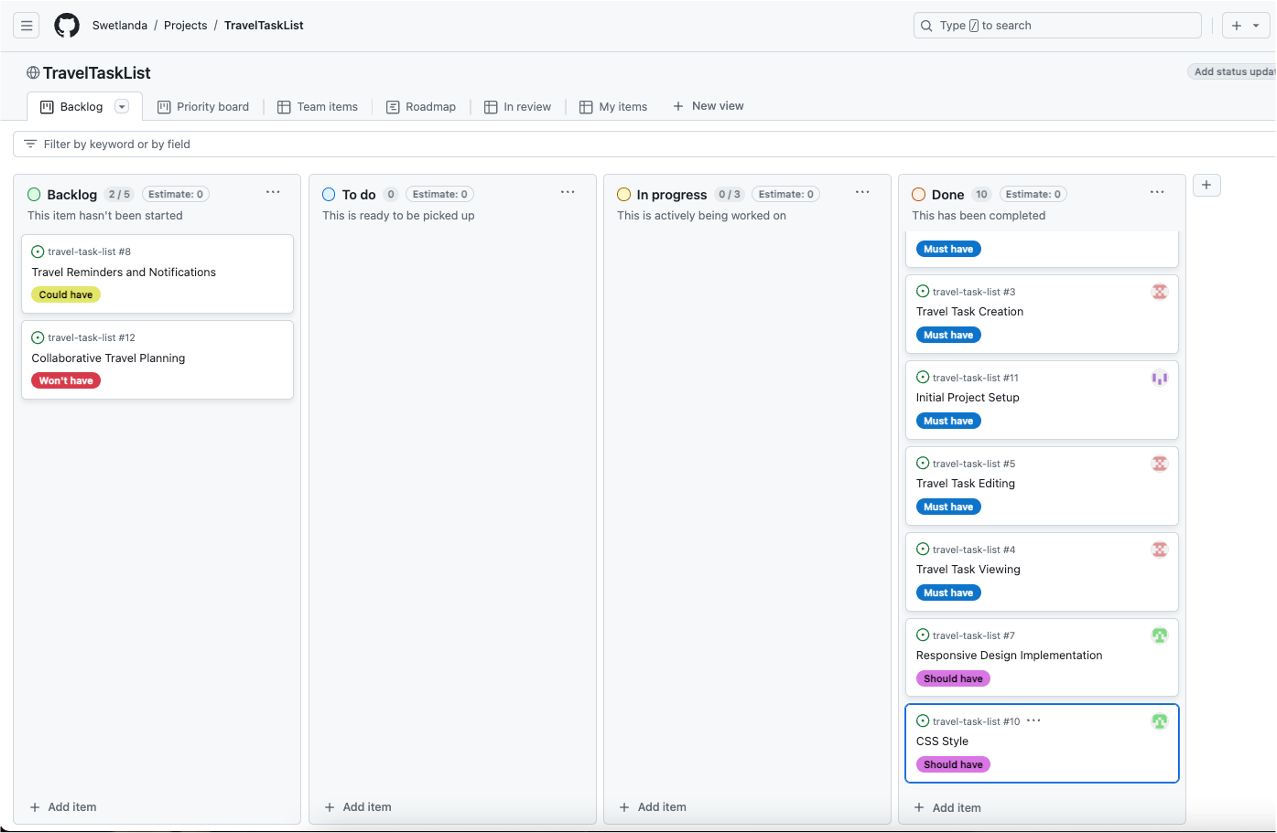 Swetlanda / Projects / TravelTaskList
Type / to search
TravelTaskList
Add status updat
Backlog
Priority board
Team items
Roadmap
In review
My items
New view
Filter by keyword or by field
Backlog 2 / 5 Estimate: 0
This item hasn't been started
travel-task-list #8
Travel Reminders and Notifications
Could have
travel-task-list #12
Collaborative Travel Planning
Won't have
Add item
To do 0 Estimate: 0
This is ready to be picked up
Add item
In progress 0 / 3 Estimate: 0
This is actively being worked on
Add item
Done 10 Estimate: 0
This has been completed
Must have
travel-task-list #3
Travel Task Creation
Must have
travel-task-list #11
Initial Project Setup
Must have
travel-task-list #5
Travel Task Editing
Must have
travel-task-list #4
Travel Task Viewing
Must have
travel-task-list #7
Responsive Design Implementation
Should have
travel-task-list #10
CSS Style
Should have
Add item